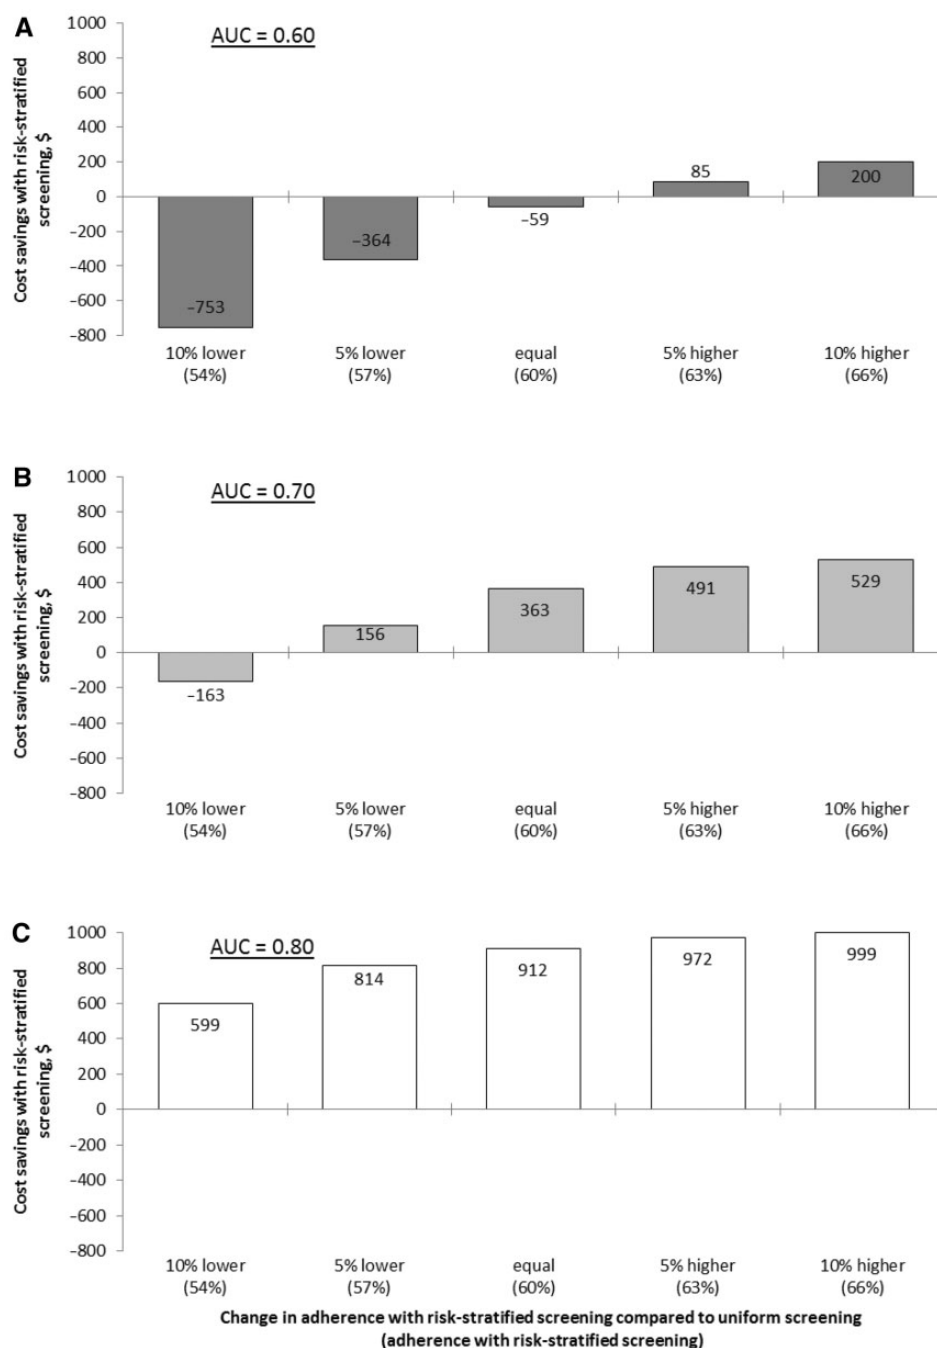 A
AUC = 0.60
Cost savings with risk-stratified
screening, $
1000
800
600
400
200
0
-200
-400
-600
-800
-753
-364
-59
85
200
10% lower 5% lower equal 5% higher 10% higher
(54%) (57%) (60%) (63%) (66%)
B
AUC = 0.70
Cost savings with risk-stratified
screening, $
1000
800
600
400
200
0
-200
-400
-600
-800
-163
156
363
491
529
10% lower 5% lower equal 5% higher 10% higher
(54%) (57%) (60%) (63%) (66%)
C
AUC = 0.80
Cost savings with risk-stratified
screening, $
1000
800
600
400
200
0
-200
-400
-600
-800
599
814
912
972
999
10% lower 5% lower equal 5% higher 10% higher
(54%) (57%) (60%) (63%) (66%)
Change in adherence with risk-stratified screening compared to uniform screening
(adherence with risk-stratified screening)